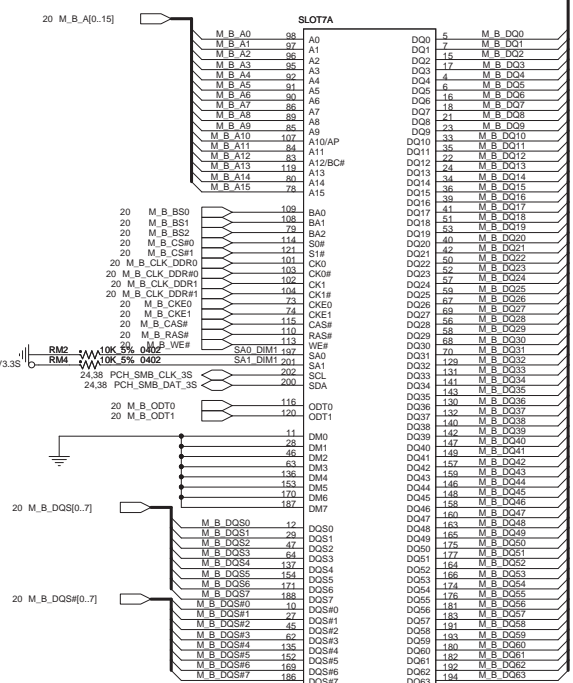 20 M_B_A[0..15]
SLOT7A
M_B_A0 98 A0
M_B_A1 97 A1
M_B_A2 96 A2
M_B_A3 95 A3
M_B_A4 92 A4
M_B_A5 91 A5
M_B_A6 90 A6
M_B_A7 86 A7
M_B_A8 89 A8
M_B_A9 85 A9
M_B_A10 107 A10/AP
M_B_A11 84 A11
M_B_A12 83 A12/BC#
M_B_A13 119 A13
M_B_A14 80 A14
M_B_A15 78 A15
20 M_B_BS0 109 BA0
20 M_B_BS1 108 BA1
20 M_B_BS2 79 BA2
20 M_B_CS#0 114 S0#
20 M_B_CS#1 121 S1#
20 M_B_CLK_DDR0 101 CK0
20 M_B_CLK_DDR#0 103 CK0#
20 M_B_CLK_DDR1 102 CK1
20 M_B_CLK_DDR#1 104 CK1#
20 M_B_CKE0 73 CKE0
20 M_B_CKE1 74 CKE1
20 M_B_CAS# 115 CAS#
20 M_B_RAS# 110 RAS#
20 M_B_WE# 113 WE#
RM2 10K_5% 0402 SA0_DIM1 197 SA0
V3.3S RM4 10K_5% 0402 SA1_DIM1 201 SA1
24,38 PCH_SMB_CLK_3S 202 SCL
24,38 PCH_SMB_DAT_3S 200 SDA
20 M_B_ODT0 116 ODT0
20 M_B_ODT1 120 ODT1
11 DM0
28 DM1
46 DM2
63 DM3
136 DM4
153 DM5
170 DM6
187 DM7
20 M_B_DQS[0..7]
M_B_DQS0 12 DQS0
M_B_DQS1 29 DQS1
M_B_DQS2 47 DQS2
M_B_DQS3 64 DQS3
M_B_DQS4 137 DQS4
M_B_DQS5 154 DQS5
M_B_DQS6 171 DQS6
M_B_DQS7 188 DQS7
20 M_B_DQS#[0..7]
M_B_DQS#0 10 DQS#0
M_B_DQS#1 27 DQS#1
M_B_DQS#2 45 DQS#2
M_B_DQS#3 62 DQS#3
M_B_DQS#4 135 DQS#4
M_B_DQS#5 152 DQS#5
M_B_DQS#6 169 DQS#6
M_B_DQS#7 186 DQS#7
DQ0 5 M_B_DQ0
DQ1 7 M_B_DQ1
DQ2 15 M_B_DQ2
DQ3 17 M_B_DQ3
DQ4 4 M_B_DQ4
DQ5 6 M_B_DQ5
DQ6 16 M_B_DQ6
DQ7 18 M_B_DQ7
DQ8 21 M_B_DQ8
DQ9 23 M_B_DQ9
DQ10 33 M_B_DQ10
DQ11 35 M_B_DQ11
DQ12 22 M_B_DQ12
DQ13 24 M_B_DQ13
DQ14 34 M_B_DQ14
DQ15 36 M_B_DQ15
DQ16 39 M_B_DQ16
DQ17 41 M_B_DQ17
DQ18 51 M_B_DQ18
DQ19 53 M_B_DQ19
DQ20 40 M_B_DQ20
DQ21 42 M_B_DQ21
DQ22 50 M_B_DQ22
DQ23 52 M_B_DQ23
DQ24 57 M_B_DQ24
DQ25 59 M_B_DQ25
DQ26 67 M_B_DQ26
DQ27 69 M_B_DQ27
DQ28 56 M_B_DQ28
DQ29 58 M_B_DQ29
DQ30 68 M_B_DQ30
DQ31 70 M_B_DQ31
DQ32 129 M_B_DQ32
DQ33 131 M_B_DQ33
DQ34 141 M_B_DQ34
DQ35 143 M_B_DQ35
DQ36 130 M_B_DQ36
DQ37 132 M_B_DQ37
DQ38 140 M_B_DQ38
DQ39 142 M_B_DQ39
DQ40 147 M_B_DQ40
DQ41 149 M_B_DQ41
DQ42 157 M_B_DQ42
DQ43 159 M_B_DQ43
DQ44 146 M_B_DQ44
DQ45 148 M_B_DQ45
DQ46 158 M_B_DQ46
DQ47 160 M_B_DQ47
DQ48 163 M_B_DQ48
DQ49 165 M_B_DQ49
DQ50 175 M_B_DQ50
DQ51 177 M_B_DQ51
DQ52 164 M_B_DQ52
DQ53 166 M_B_DQ53
DQ54 174 M_B_DQ54
DQ55 176 M_B_DQ55
DQ56 181 M_B_DQ56
DQ57 183 M_B_DQ57
DQ58 191 M_B_DQ58
DQ59 193 M_B_DQ59
DQ60 180 M_B_DQ60
DQ61 182 M_B_DQ61
DQ62 192 M_B_DQ62
DQ63 194 M_B_DQ63